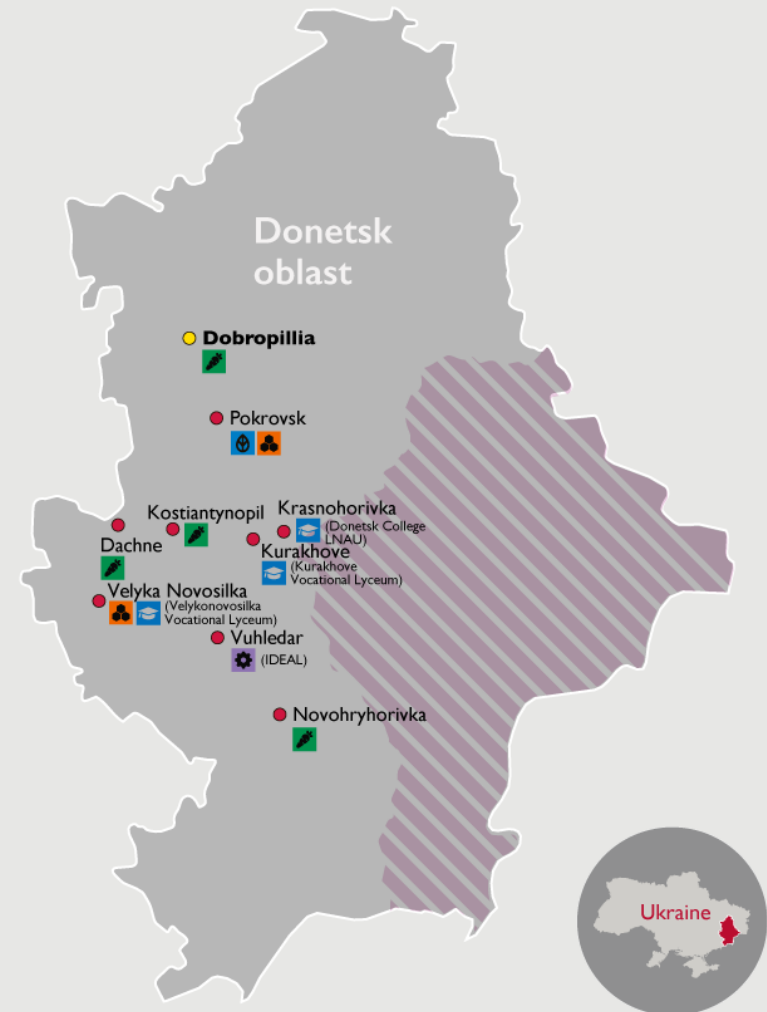 Donetsk
oblast
Dobropillia
Pokrovsk
Kostiantynopil
Krasnohorivka
(Donetsk College
LNAU)
Dachne
Kurakhove
(Kurakhove
Vocational Lyceum)
Velyka Novosilka
(Velykonovosilka
Vocational Lyceum)
Vuhledar
(IDEAL)
Novohryhorivka
Ukraine